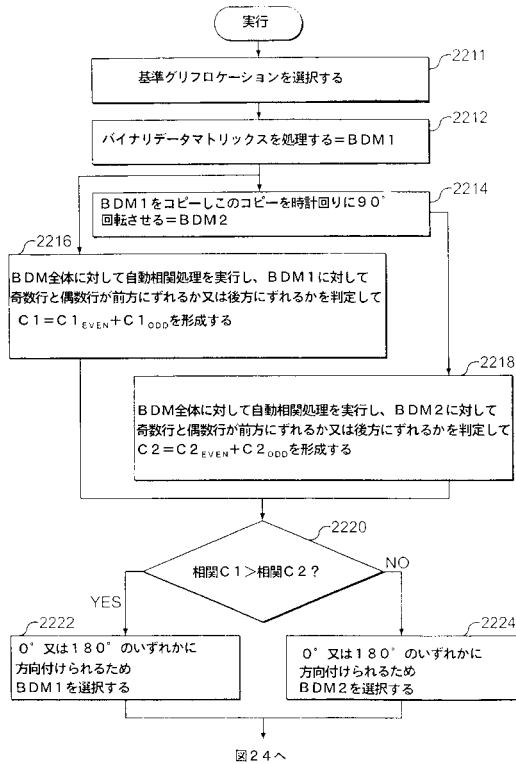 実行
2211
基準グリフロケーションを選択する
2212
バイナリデータマトリックスを処理する=BDM1
2214
BDM1をコピーしこのコピーを時計回りに90°
回転させる=BDM2
2216
BDM全体に対して自動相関処理を実行し、BDM1に対して
奇数行と偶数行が前方にずれるか又は後方にずれるかを判定して
C1=C1EVEN+C1ODDを形成する
2218
BDM全体に対して自動相関処理を実行し、BDM2に対して
奇数行と偶数行が前方にずれるか又は後方にずれるかを判定して
C2=C2EVEN+C2ODDを形成する
2220
相関C1>相関C2?
YES
NO
2222
0°又は180°のいずれかに
方向付けられるため
BDM1を選択する
2224
0°又は180°のいずれかに
方向付けられるため
BDM2を選択する
図24へ